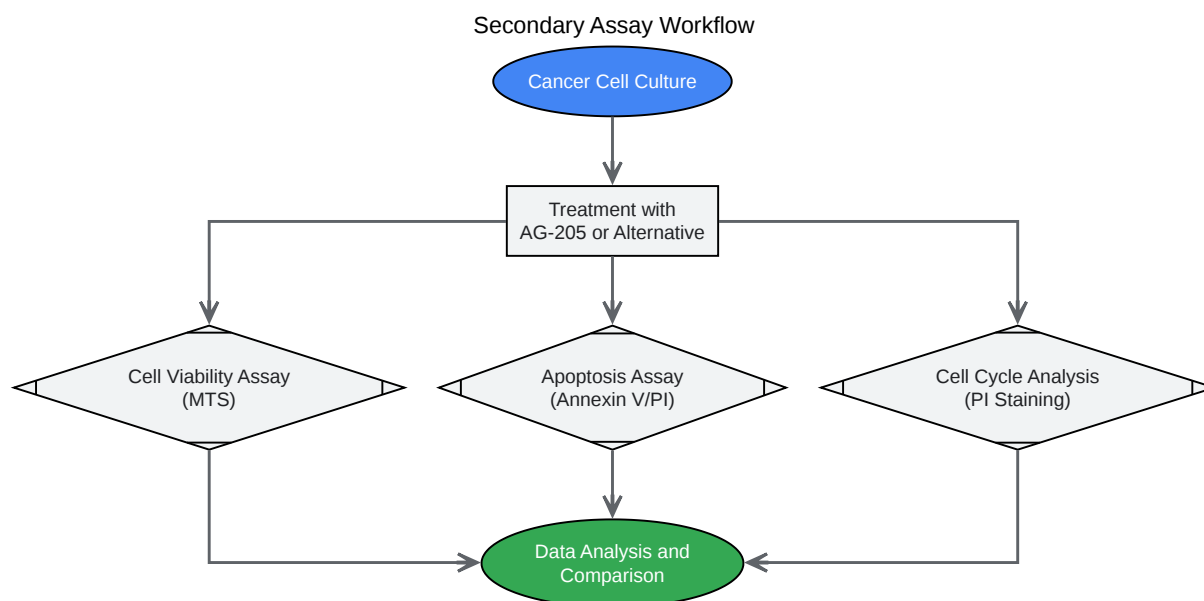 Secondary Assay Workflow
Cancer Cell Culture
Treatment with
AG-205 or Alternative
Cell Viability Assay
(MTS)
Apoptosis Assay
(Annexin V/PI)
Cell Cycle Analysis
(PI Staining)
Data Analysis and
Comparison